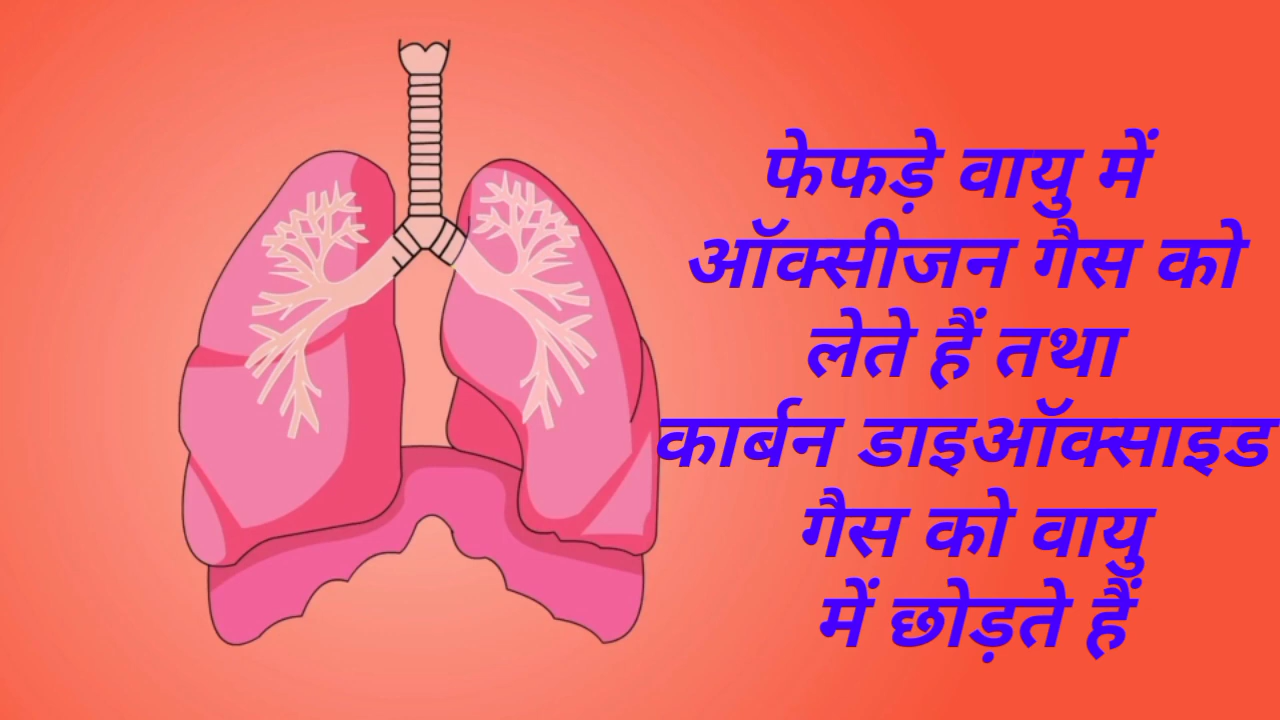 फेफड़े वायु में
ऑक्सीजन गैस को
लेते हैं तथा
कार्बन डाइऑक्साइड
गैस को वायु
में छोड़ते हैं